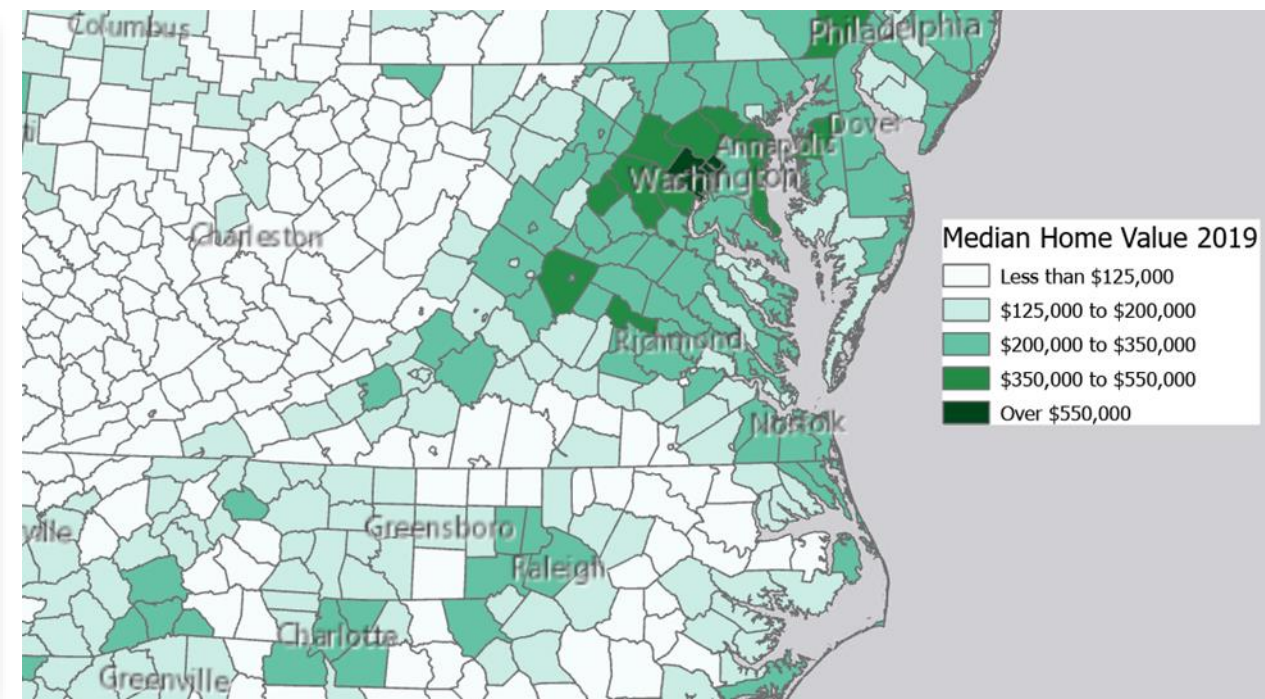 Columbus
Philadelphia
ti
Dover
Annapolis
Washington
Charleston
Median Home Value 2019
Less than $125,000
$125,000 to $200,000
$200,000 to $350,000
$350,000 to $550,000
Over $550,000
Richmond
Norfolk
ville
Greensboro
Raleigh
Charlotte
Greenville